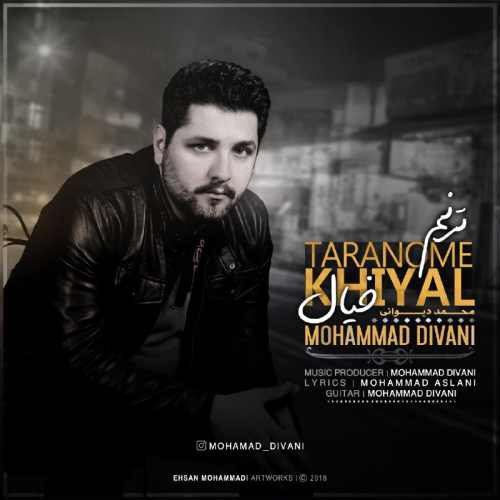 ترنم
TARANOME
KHIYAL
خیال
محمد دیوانی
MOHAMMAD DIVANI
MUSIC PRODUCER | MOHAMMAD DIVANI
LYRICS | MOHAMMAD ASLANI
GUITAR | MOHAMMAD DIVANI
MOHAMAD_DIVANI
EHSAN MOHAMMADI ARTWORKS | © 2018